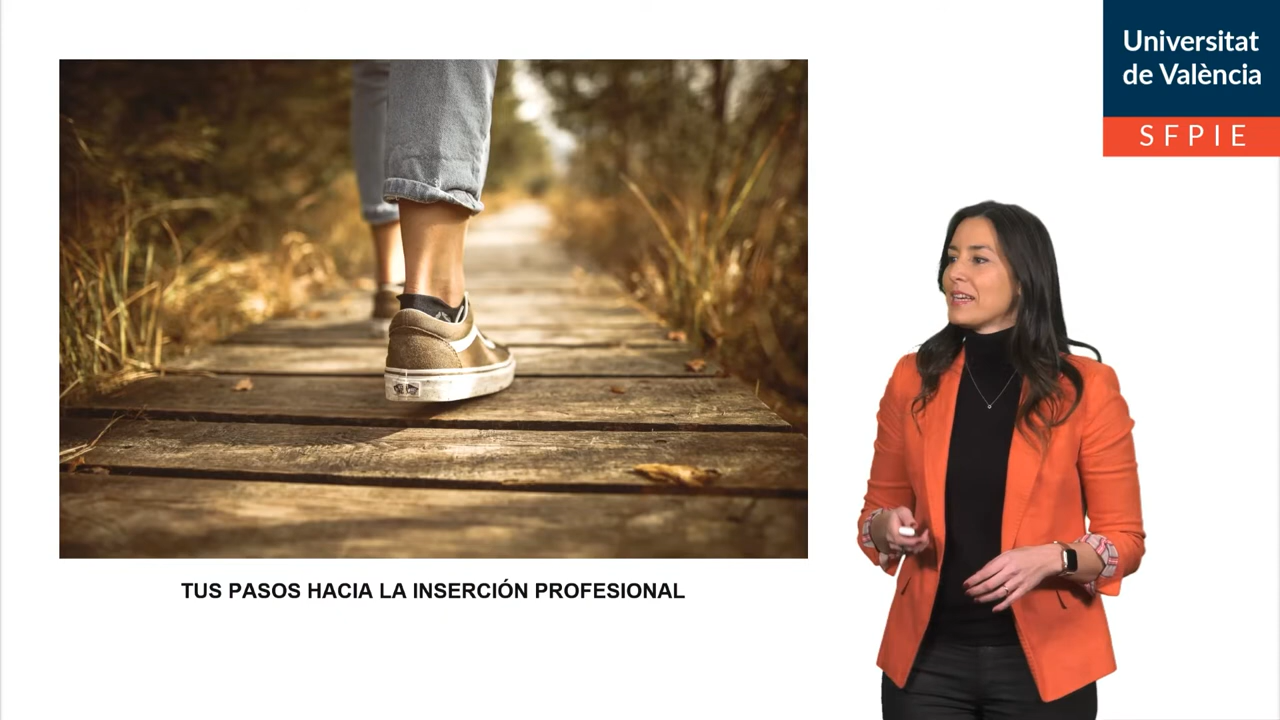 Universitat
de València
SFPIE
TUS PASOS HACIA LA INSERCIÓN PROFESIONAL